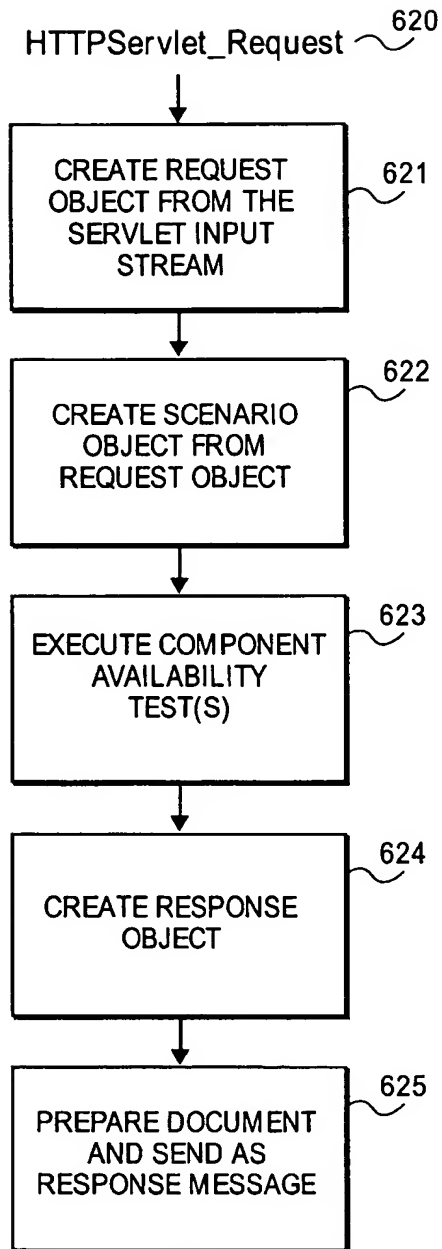 HTTPServlet_Request 620
CREATE REQUEST
OBJECT FROM THE
SERVLET INPUT
STREAM
621
CREATE SCENARIO
OBJECT FROM
REQUEST OBJECT
622
EXECUTE COMPONENT
AVAILABILITY
TEST(S)
623
CREATE RESPONSE
OBJECT
624
PREPARE DOCUMENT
AND SEND AS
RESPONSE MESSAGE
625